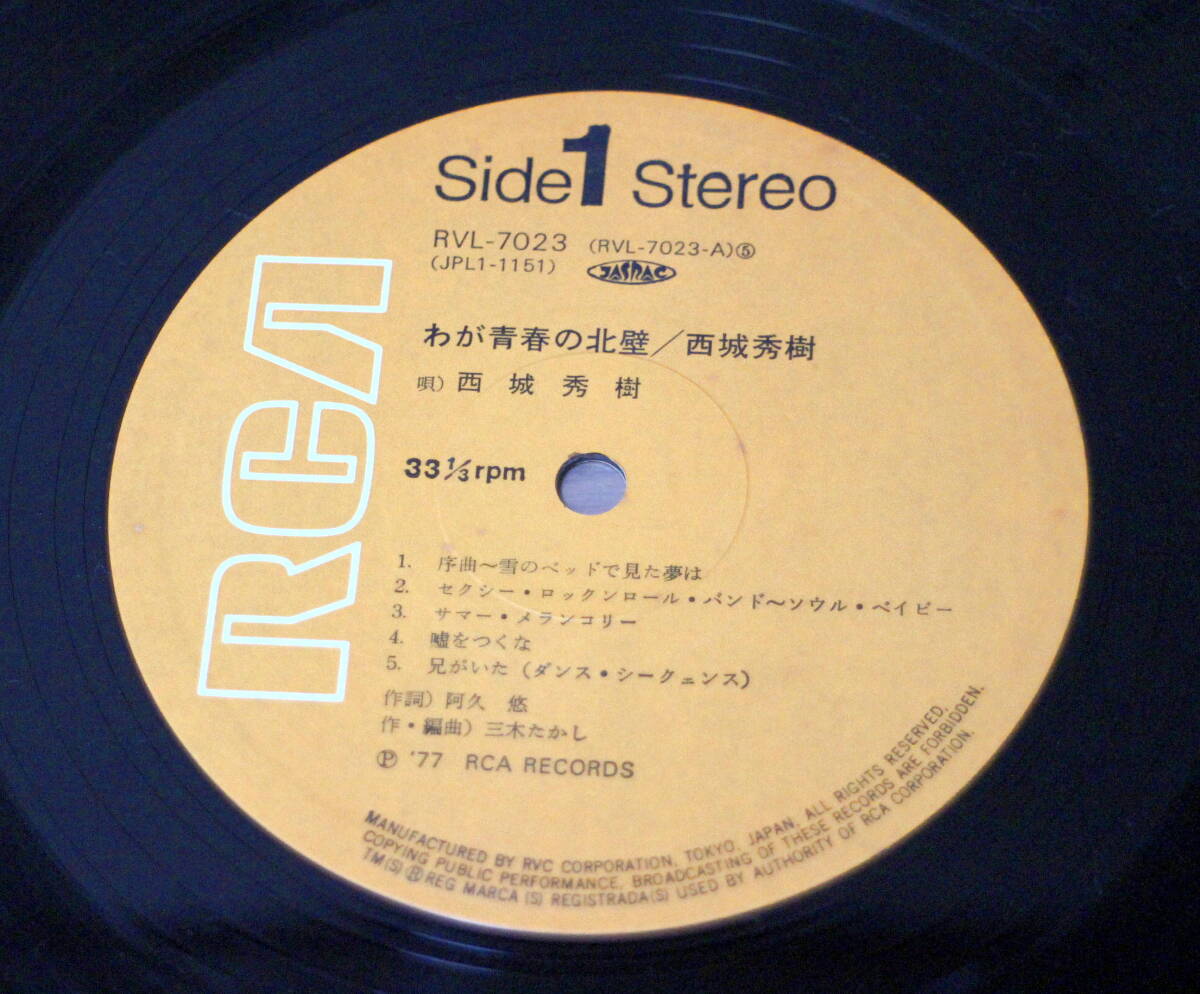 Side 1 Stereo
RVL-7023 (RVL-7023-A)⑤
(JPL1-1151) JASRAC
わが青春の北壁／西城秀樹
唄) 西城秀樹
33 1/3 rpm
1. 序曲～雪のベッドで見た夢は
2. セクシー・ロックンロール・バンド～ソウル・ベイビー
3. サマー・メランコリー
4. 嘘をつくな
5. 兄がいた (ダンス・シークェンス)
作詞) 阿久 悠
作・編曲) 三木たかし
Ⓟ '77 RCA RECORDS
MANUFACTURED BY RVC CORPORATION, TOKYO, JAPAN. ALL RIGHTS RESERVED.
COPYING PUBLIC PERFORMANCE, BROADCASTING OF THESE RECORDS ARE FORBIDDEN.
TM(S) ® REG MARCA (S) REGISTRADA(S) USED BY AUTHORITY OF RCA CORPORATION.
RCA